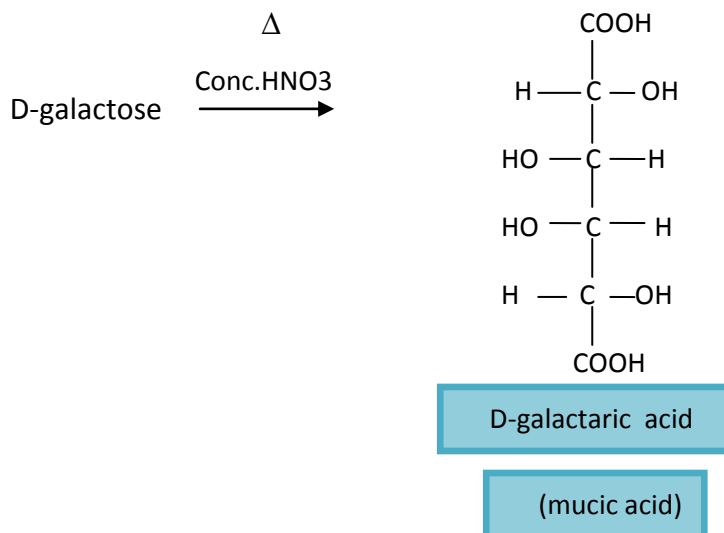 Δ
Conc.HNO3
D-galactose
COOH
H C OH
HO C H
HO C H
H C OH
COOH
D-galactaric acid
(mucic acid)